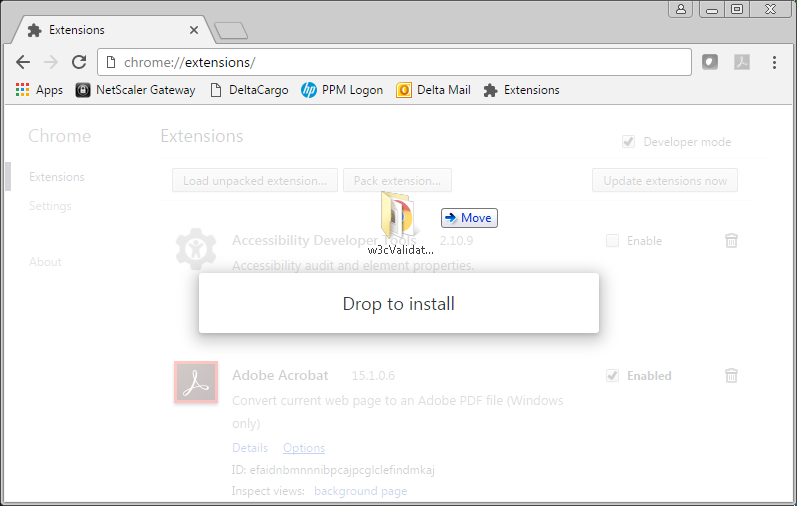 Extensions
chrome://extensions/
Apps NetScaler Gateway DeltaCargo PPM Logon Delta Mail Extensions
Chrome
Extensions
Settings
About
Extensions
Developer mode
Load unpacked extension... Pack extension... Update extensions now
Move
w3cValidat...
Accessibility Developer Tools 2.10.9 Enable
Accessibility audit and element properties.
Drop to install
Adobe Acrobat 15.1.0.6 Enabled
Convert current web page to an Adobe PDF file (Windows
only)
Details Options
ID: efaidnbmnnnibpcajpcglclefindmkaj
Inspect views: background page